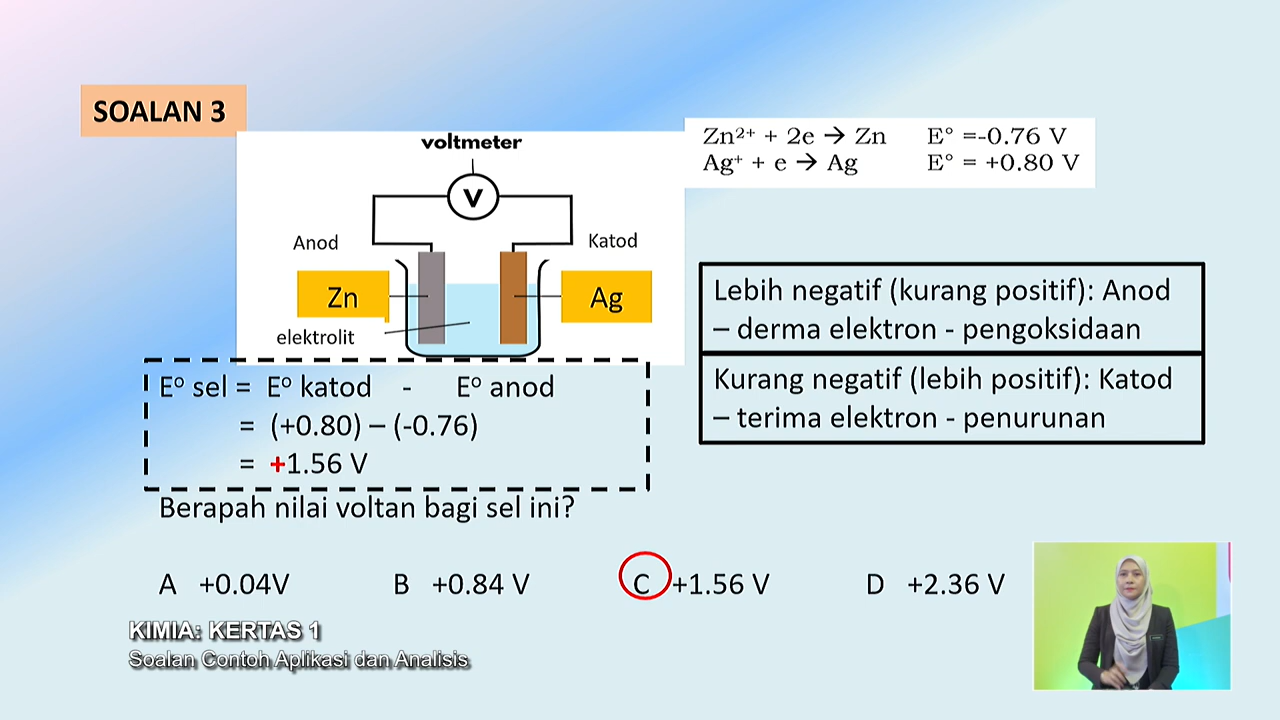 SOALAN 3
voltmeter
V
Anod
Katod
Zn
Ag
elektrolit
Zn²⁺ + 2e → Zn E° =-0.76 V
Ag⁺ + e → Ag E° = +0.80 V
Lebih negatif (kurang positif): Anod
– derma elektron - pengoksidaan
Kurang negatif (lebih positif): Katod
– terima elektron - penurunan
Eº sel = Eº katod - Eº anod
= (+0.80) – (-0.76)
= +1.56 V
Berapah nilai voltan bagi sel ini?
A +0.04V B +0.84 V C +1.56 V D +2.36 V
KIMIA: KERTAS 1
Soalan Contoh Aplikasi dan Analisis